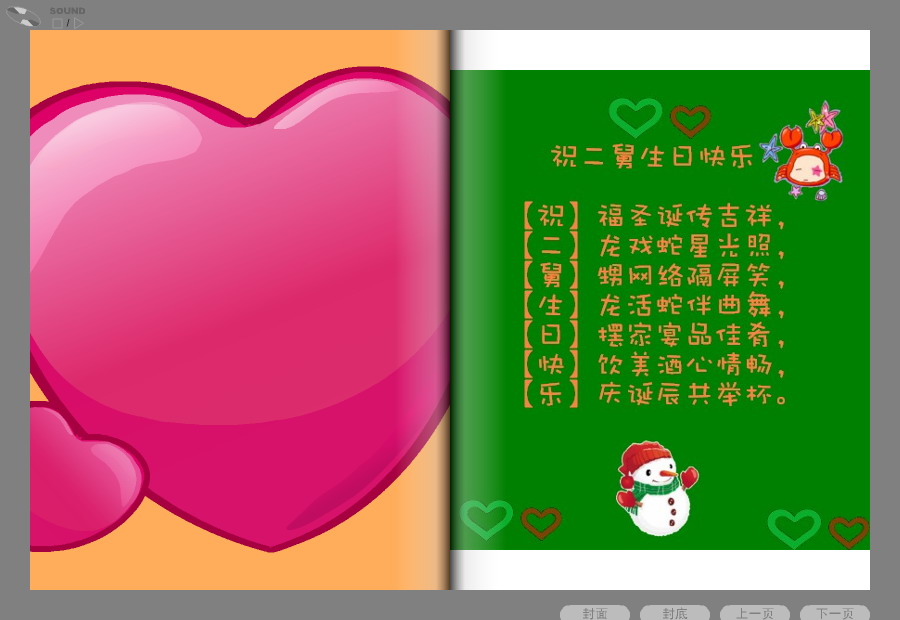 SOUND
/
祝二舅生日快乐
【祝】 福圣诞传吉祥，
【二】 龙戏蛇星光照，
【舅】 甥网络隔屏笑，
【生】 龙活蛇伴曲舞，
【日】 摆家宴品佳肴，
【快】 饮美酒心情畅，
【乐】 庆诞辰共举杯。
封面 封底 上一页 下一页